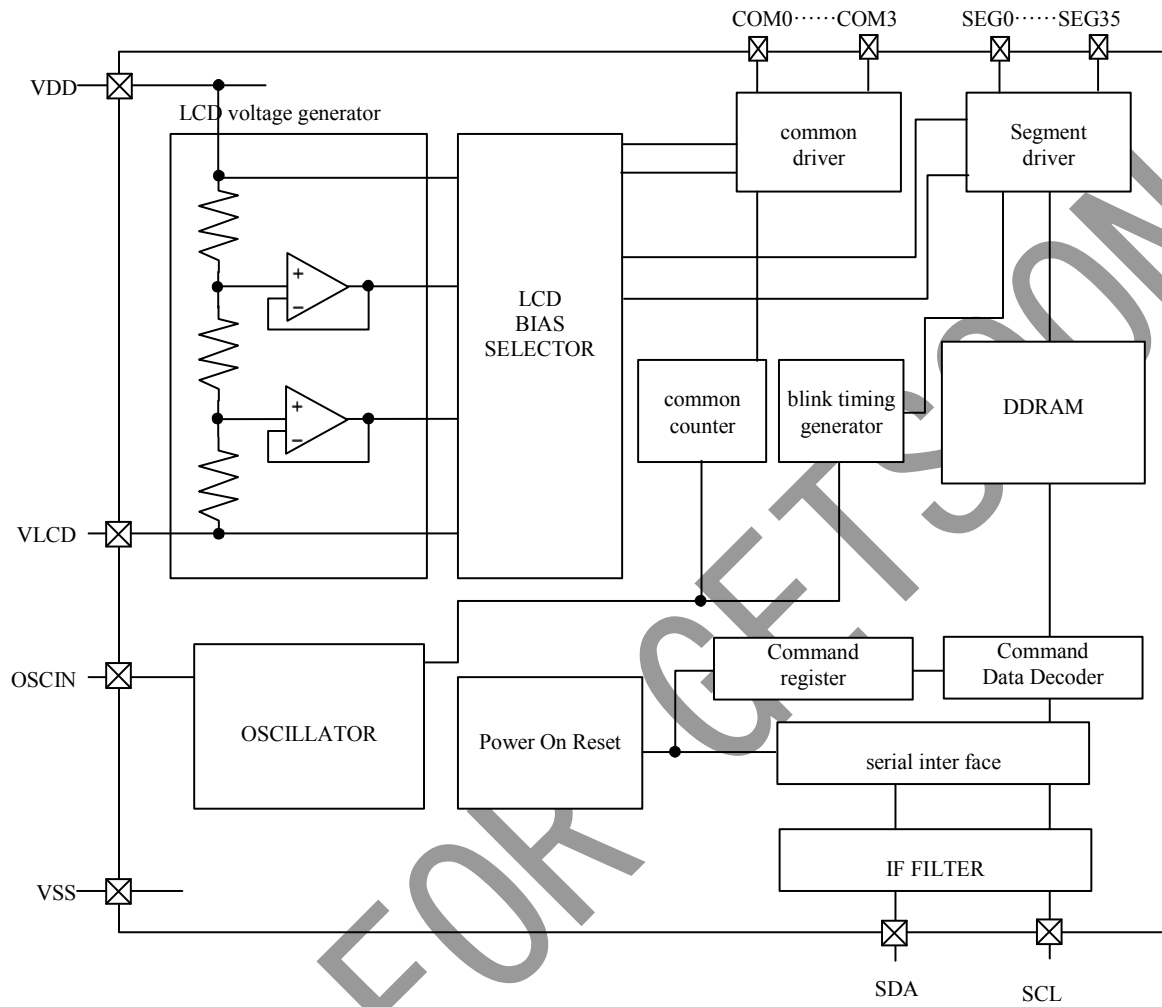 COM0······COM3
SEG0······SEG35
VDD
LCD voltage generator
common
driver
Segment
driver
+
−
LCD
BIAS
SELECTOR
+
−
common
counter
blink timing
generator
DDRAM
VLCD
OSCIN
OSCILLATOR
Power On Reset
Command
register
Command
Data Decoder
serial inter face
IF FILTER
VSS
SDA
SCL
FOR GETSOON